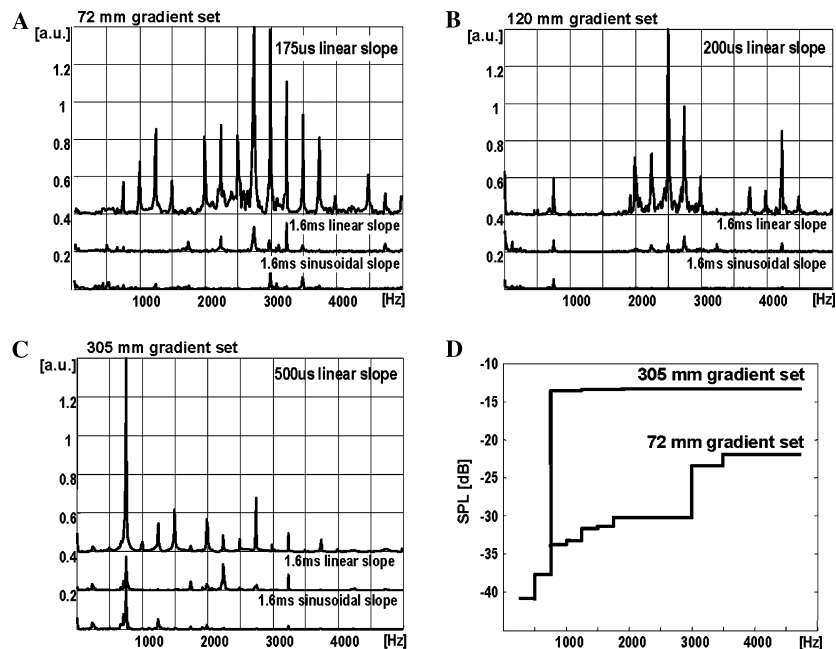 A
72 mm gradient set
[a.u.]
175us linear slope
1.2
1
0.8
0.6
0.4
1.6ms linear slope
0.2
1.6ms sinusoidal slope
1000 2000 3000 4000 [Hz]
B
120 mm gradient set
[a.u.]
200us linear slope
1.2
1
0.8
0.6
0.4
1.6ms linear slope
0.2
1.6ms sinusoidal slope
1000 2000 3000 4000 [Hz]
C
305 mm gradient set
[a.u.]
500us linear slope
1.2
1
0.8
0.6
0.4
1.6ms linear slope
0.2
1.6ms sinusoidal slope
1000 2000 3000 4000 [Hz]
D
-10
305 mm gradient set
-15
-20
72 mm gradient set
-25
SPL [dB]
-30
-35
-40
1000 2000 3000 4000 [Hz]